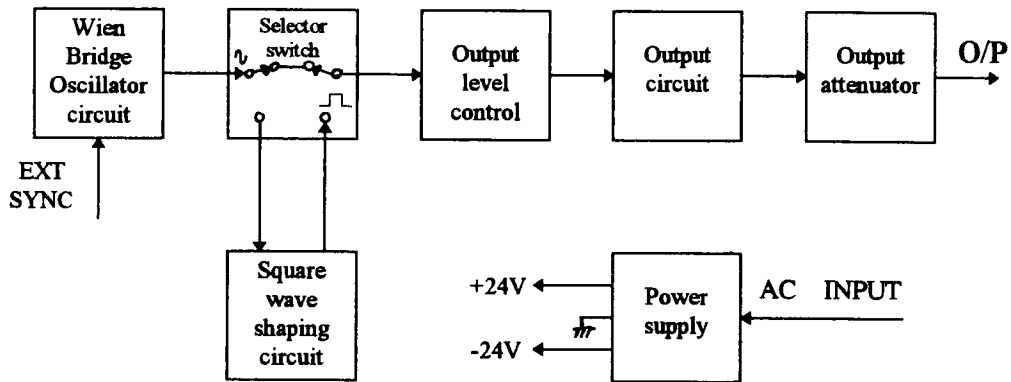 Wien
Bridge
Oscillator
circuit
EXT
SYNC
Selector
switch
Output
level
control
Output
circuit
Output
attenuator
O/P
Square
wave
shaping
circuit
+24V
-24V
Power
supply
AC INPUT